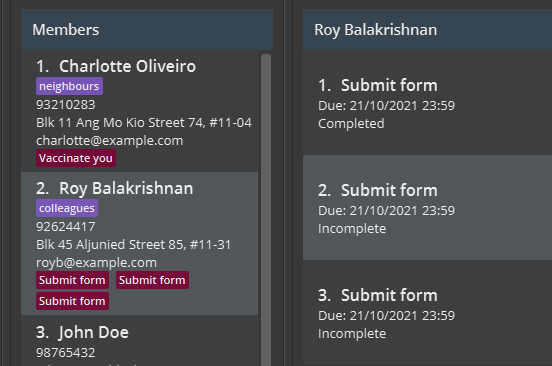 Members
1. Charlotte Oliveiro
neighbours
93210283
Blk 11 Ang Mo Kio Street 74, #11-04
charlotte@example.com
Vaccinate you
2. Roy Balakrishnan
colleagues
92624417
Blk 45 Aljunied Street 85, #11-31
royb@example.com
Submit form Submit form
Submit form
3. John Doe
98765432
Roy Balakrishnan
1. Submit form
Due: 21/10/2021 23:59
Completed
2. Submit form
Due: 21/10/2021 23:59
Incomplete
3. Submit form
Due: 21/10/2021 23:59
Incomplete